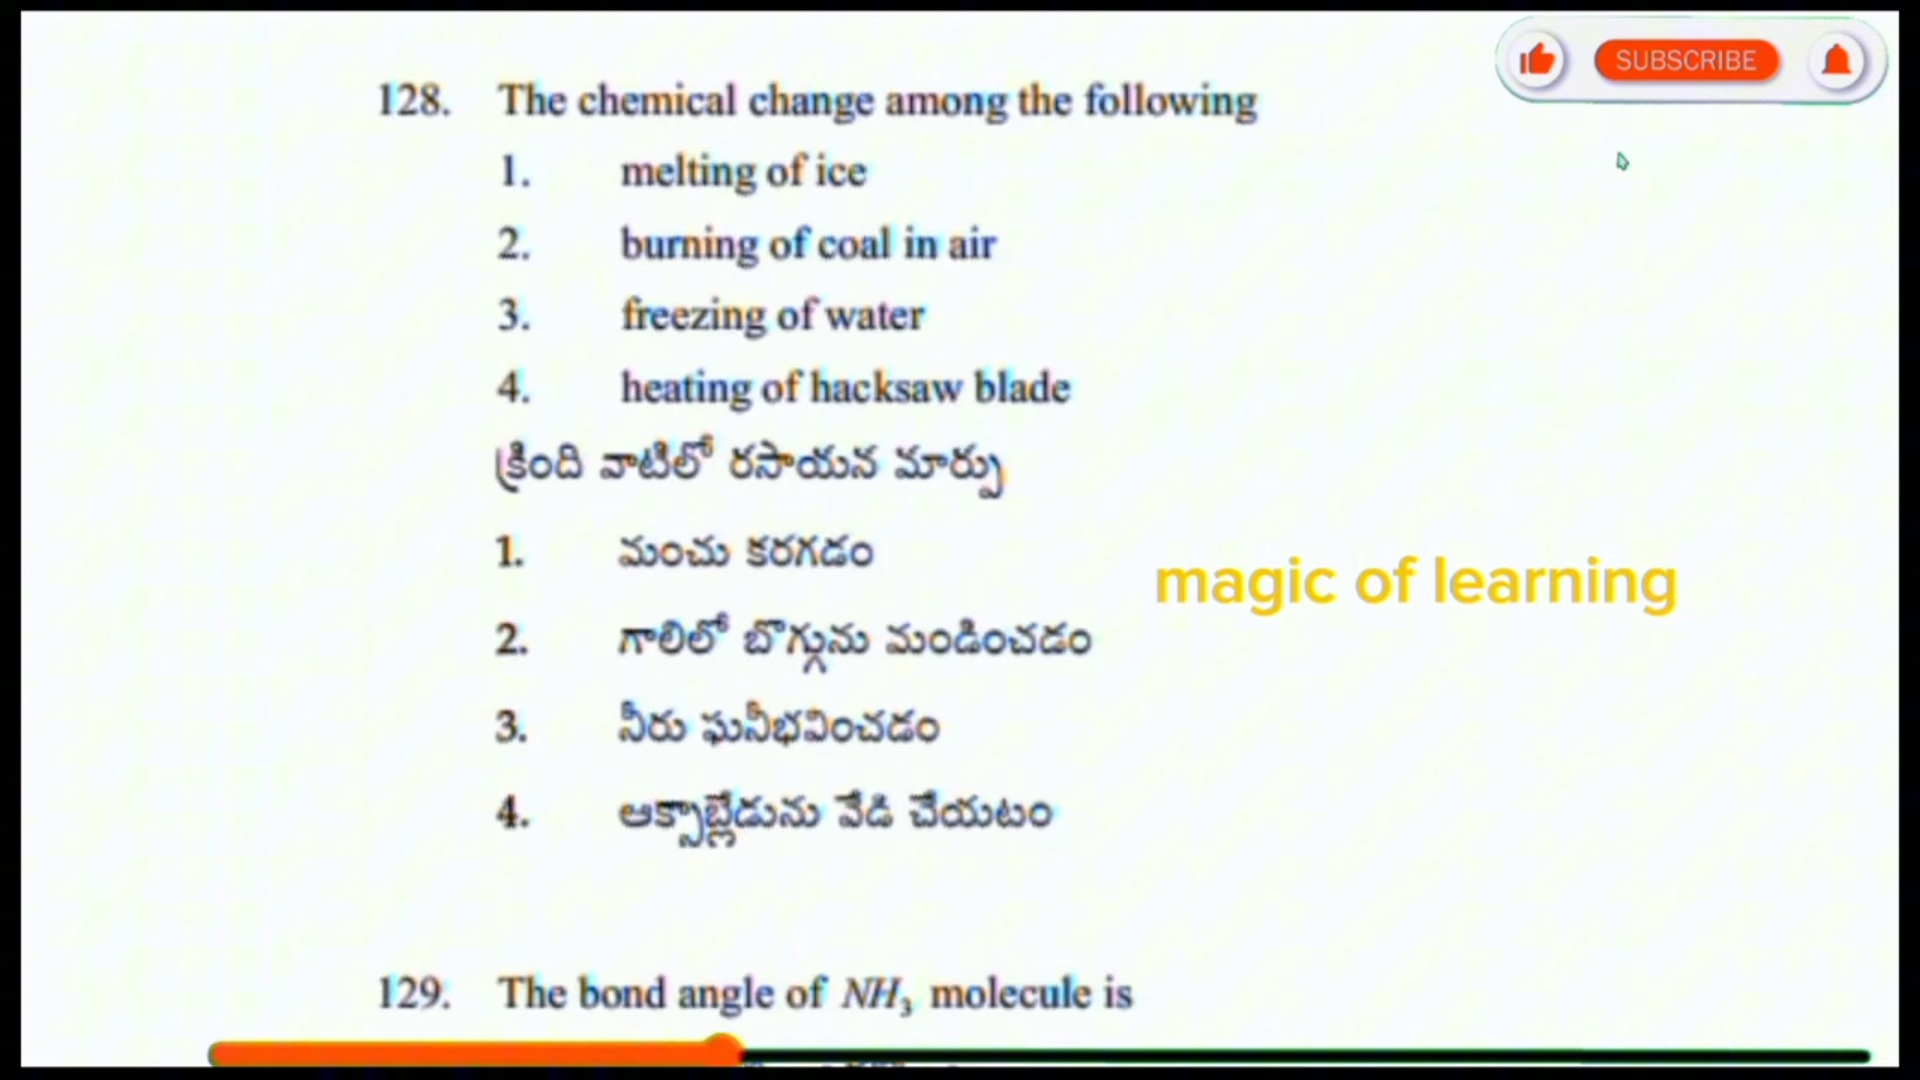 SUBSCRIBE
128. The chemical change among the following
1. melting of ice
2. burning of coal in air
3. freezing of water
4. heating of hacksaw blade
క్రింది వాటిలో రసాయన మార్పు
1. మంచు కరగడం
2. గాలిలో బొగ్గును మండించడం
3. నీరు ఘనీభవించడం
4. ఆక్సాబ్లేడును వేడి చేయటం
magic of learning
129. The bond angle of NH₃ molecule is